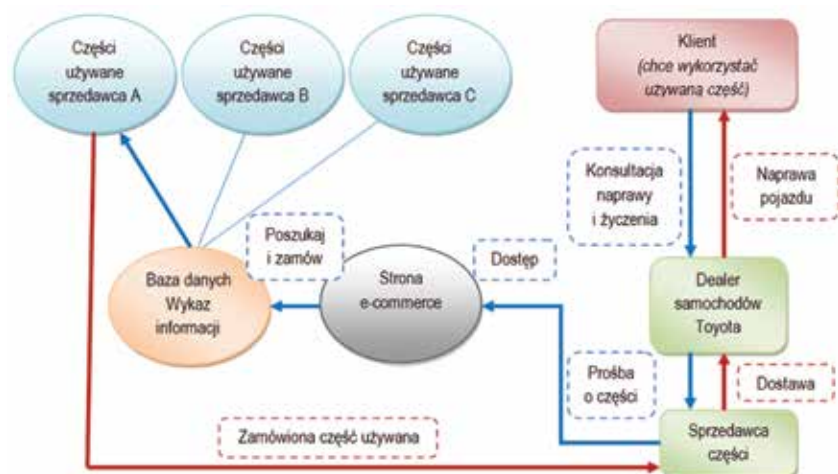 Części
używane
sprzedawca A
Części
używane
sprzedawca B
Części
używane
sprzedawca C
Klient
(chce wykorzystać
używaną część)
Konsultacja
naprawy
i życzenia
Naprawa
pojazdu
Poszukaj
i zamów
Dostęp
Baza danych
Wykaz
informacji
Strona
e-commerce
Dealer
samochodów
Toyota
Prośba
o części
Dostawa
Zamówiona część używana
Sprzedawca
części